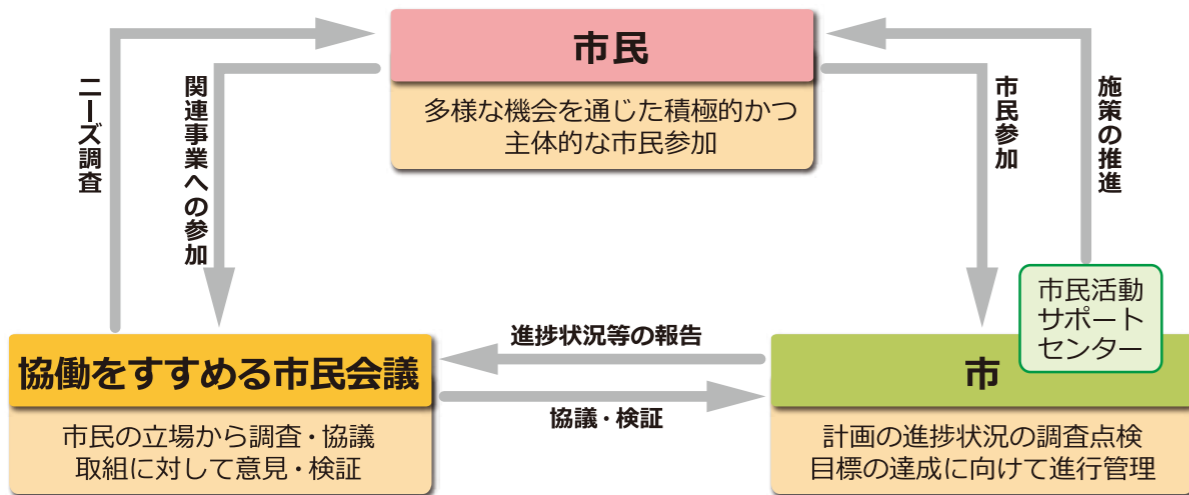 市民
多様な機会を通じた積極的かつ
主体的な市民参加
ニーズ調査
関連事業への参加
市民参加
施策の推進
市民活動
サポート
センター
進捗状況等の報告
協議・検証
協働をすすめる市民会議
市民の立場から調査・協議
取組に対して意見・検証
市
計画の進捗状況の調査点検
目標の達成に向けて進行管理